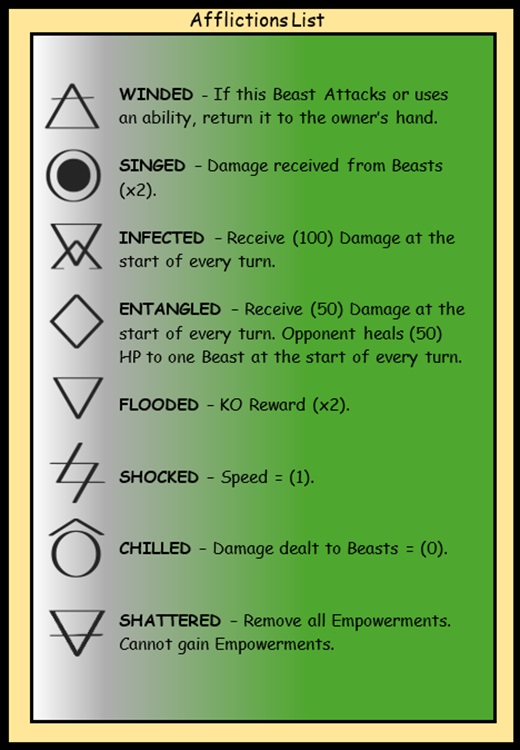 Afflictions List
WINDED - If this Beast Attacks or uses
an ability, return it to the owner's hand.
SINGED - Damage received from Beasts
(x2).
INFECTED - Receive (100) Damage at the
start of every turn.
ENTANGLED - Receive (50) Damage at the
start of every turn. Opponent heals (50)
HP to one Beast at the start of every turn.
FLOODED - KO Reward (x2).
SHOCKED - Speed = (1).
CHILLED - Damage dealt to Beasts = (0).
SHATTERED - Remove all Empowerments.
Cannot gain Empowerments.